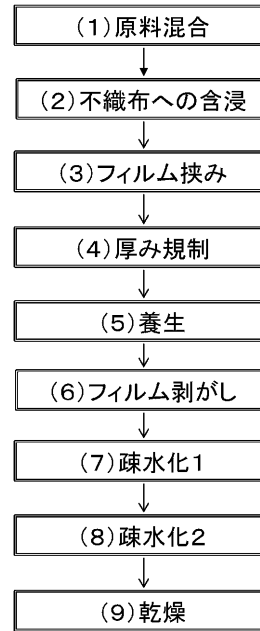 (1)原料混合
(2)不織布への含浸
(3)フィルム挟み
(4)厚み規制
(5)養生
(6)フィルム剥がし
(7)疎水化1
(8)疎水化2
(9)乾燥